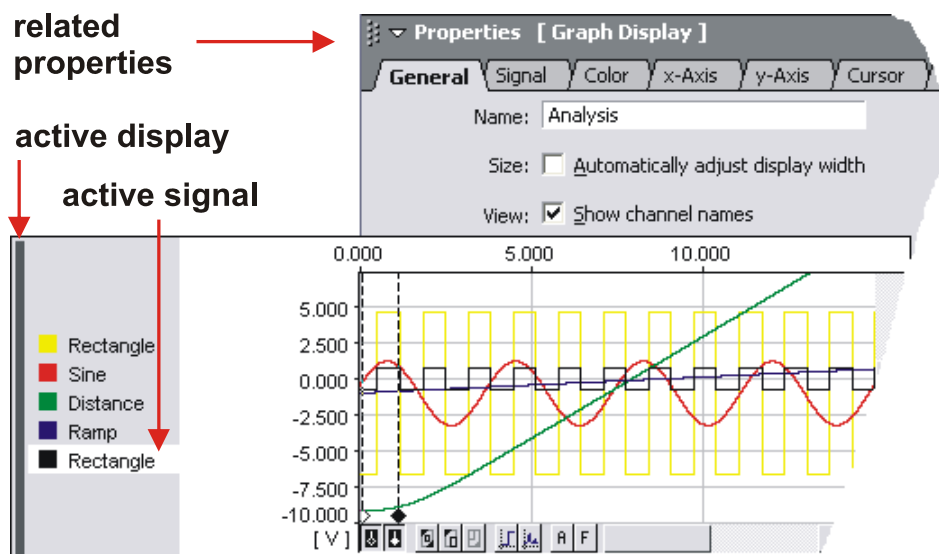 related
properties
Properties [ Graph Display ]
General Signal Color x-Axis y-Axis Cursor
Name: Analysis
active display
Size: Automatically adjust display width
active signal
View: Show channel names
0.000 5.000 10.000
5.000
2.500
0.000
-2.500
-5.000
-7.500
-10.000
[ V ]
Rectangle
Sine
Distance
Ramp
Rectangle
A F